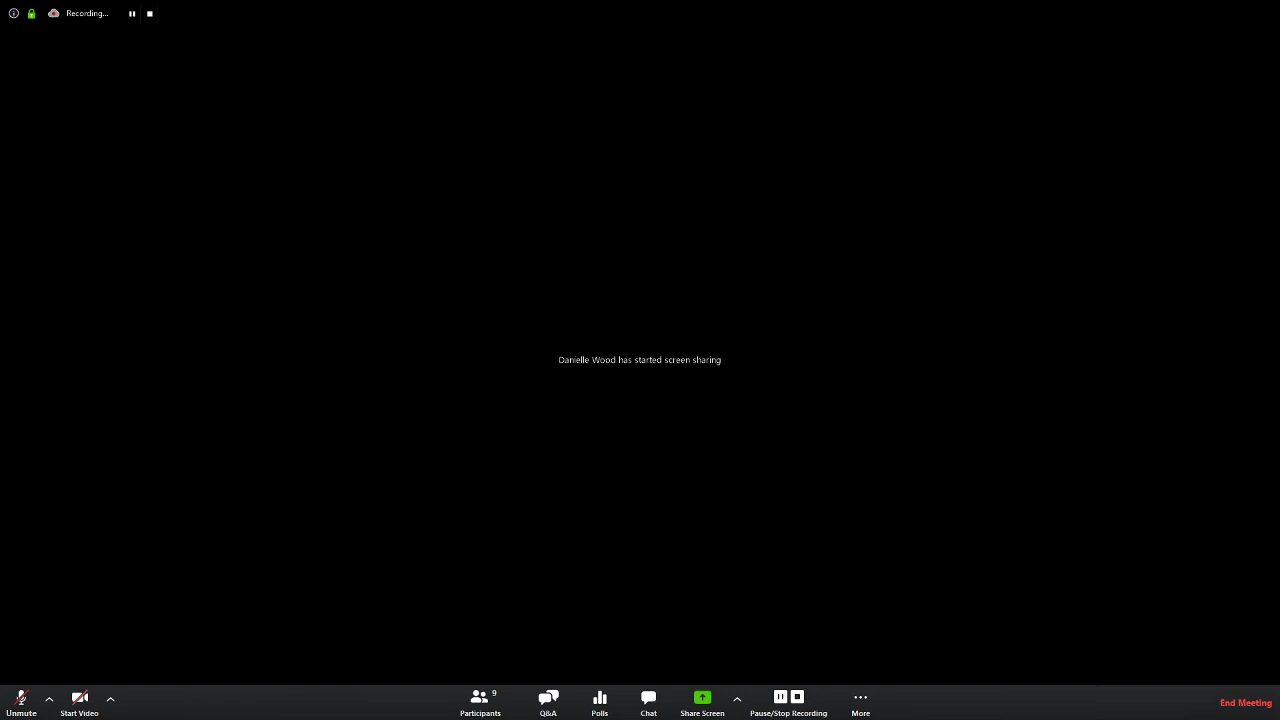 Recording...
Danielle Wood has started screen sharing
9
Unmute
Start Video
Participants
Q&A
Polls
Chat
Share Screen
Pause/Stop Recording
More
End Meeting